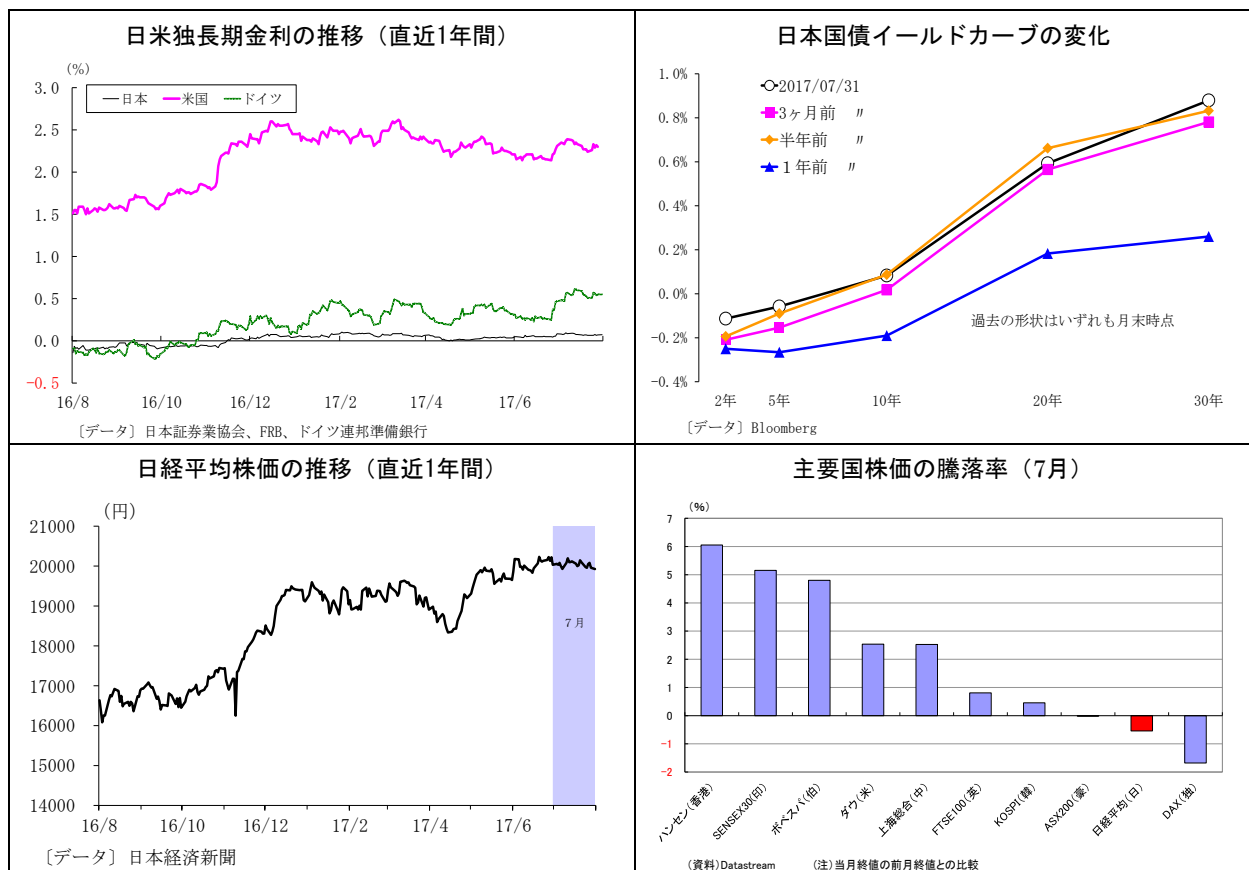 日米独長期金利の推移（直近1年間）
(%)
3.0
2.5
2.0
1.5
1.0
0.5
0.0
-0.5
日本 米国 ドイツ
16/8 16/10 16/12 17/2 17/4 17/6
〔データ〕日本証券業協会、FRB、ドイツ連邦準備銀行
日本国債イールドカーブの変化
1.0%
0.8%
0.6%
0.4%
0.2%
0.0%
-0.2%
-0.4%
2017/07/31
3ヶ月前 〃
半年前 〃
１年前 〃
過去の形状はいずれも月末時点
2年 5年 10年 20年 30年
〔データ〕Bloomberg
日経平均株価の推移（直近1年間）
(円)
21000
20000
19000
18000
17000
16000
15000
14000
７月
16/8 16/10 16/12 17/2 17/4 17/6
〔データ〕日本経済新聞
主要国株価の騰落率（7月）
(%)
7
6
5
4
3
2
1
0
-1
-2
ハンセン(香港) SENSEX30(印) ボベスパ(伯) ダウ(米) 上海総合(中) FTSE100(英) KOSPI(韓) ASX200(豪) 日経平均(日) DAX(独)
(資料)Datastream (注)当月終値の前月終値との比較